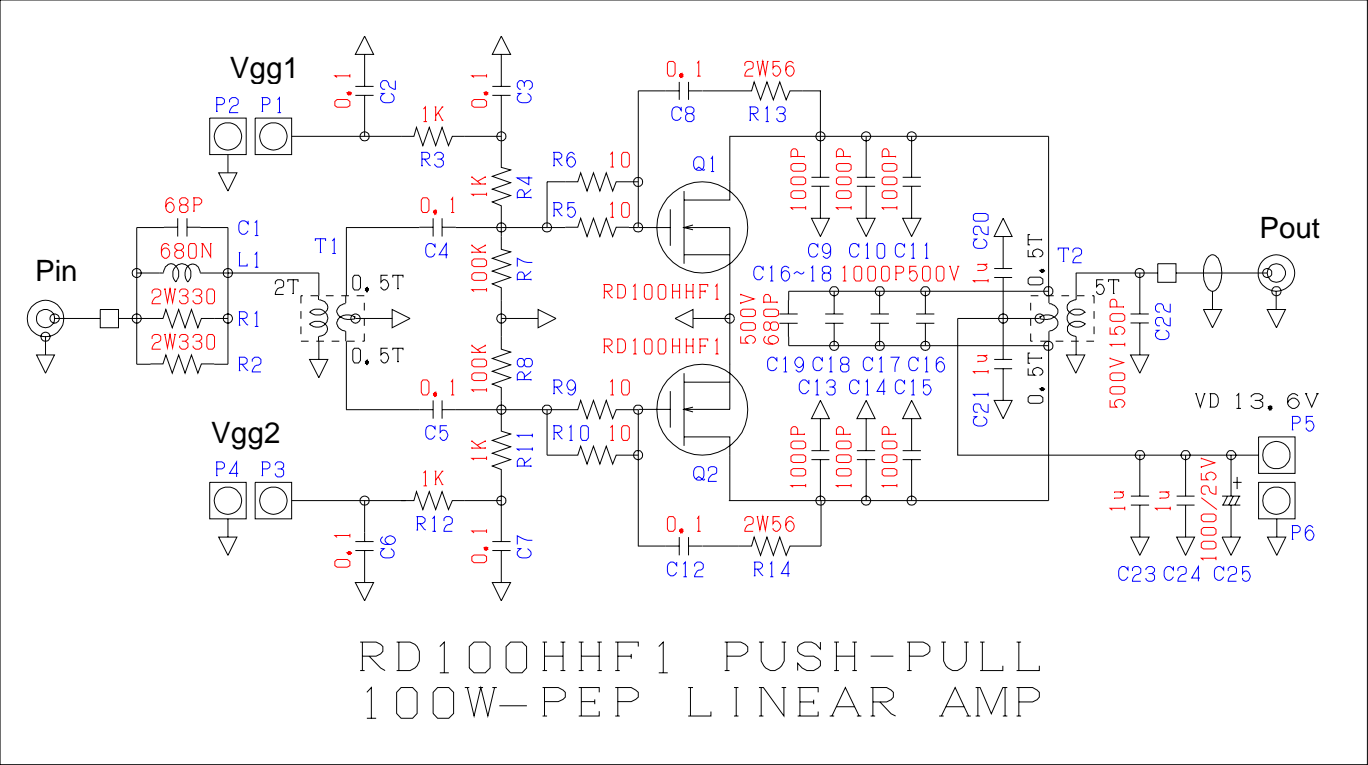 Vgg1
P2 P1
0.1
C2
0.1
C3
1K
R3
0.1
C8
2W56
R13
R4
1K
R6
10
R5
10
Q1
1000P
1000P
1000P
C9 C10 C11
68P
C1
680N
L1
2W330
R1
2W330
R2
Pin
T1
2T
0.5T
0.5T
0.1
C4
100K
R7
100K
R8
RD100HHF1
RD100HHF1
C16~18 1000P500V
500V
680P
C19 C18 C17 C16
C20
1u
0.5T
T2
5T
Pout
C21
1u
0.5T
500V 150P
C22
0.1
C5
R9
10
R10
10
1K
R11
Q2
C13 C14 C15
1000P
1000P
1000P
VD 13.6V
P5
P6
Vgg2
P4 P3
1K
R12
0.1
C6
0.1
C7
0.1
C12
2W56
R14
1u
1u
1000/25V
+
C23 C24 C25
RD100HHF1 PUSH-PULL
100W-PEP LINEAR AMP